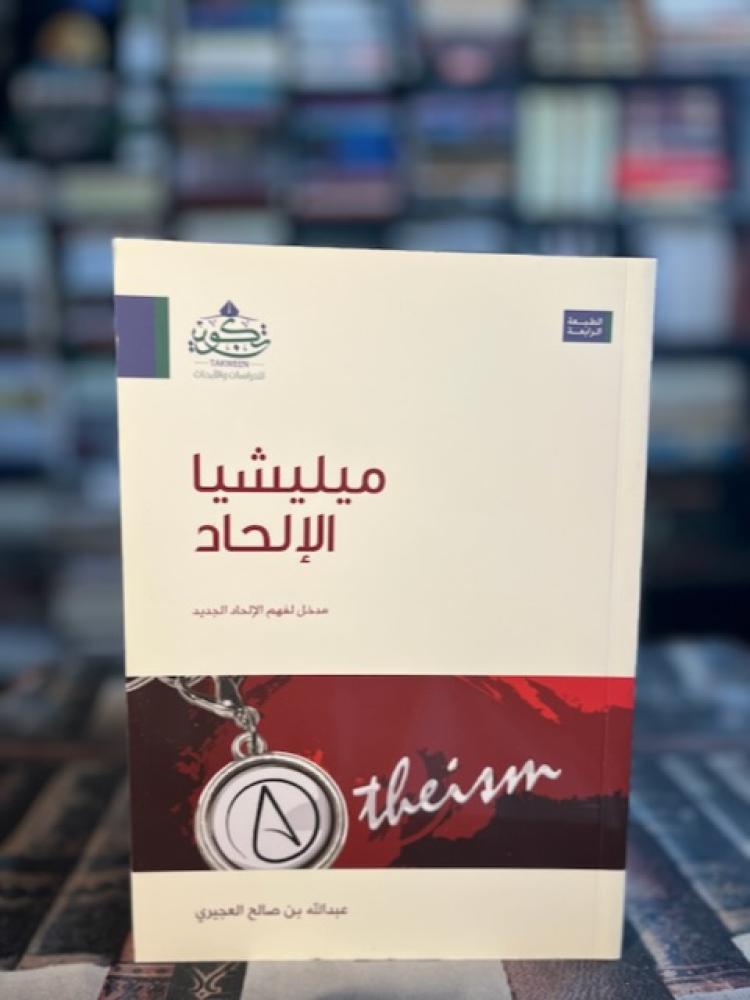 الطبعة
الرابعة
تكوين
TAKWEEN
للدراسات والأبحاث
ميليشيا
الإلحاد
مدخل لفهم الإلحاد الجديد
A theism
عبدالله بن صالح العجيري